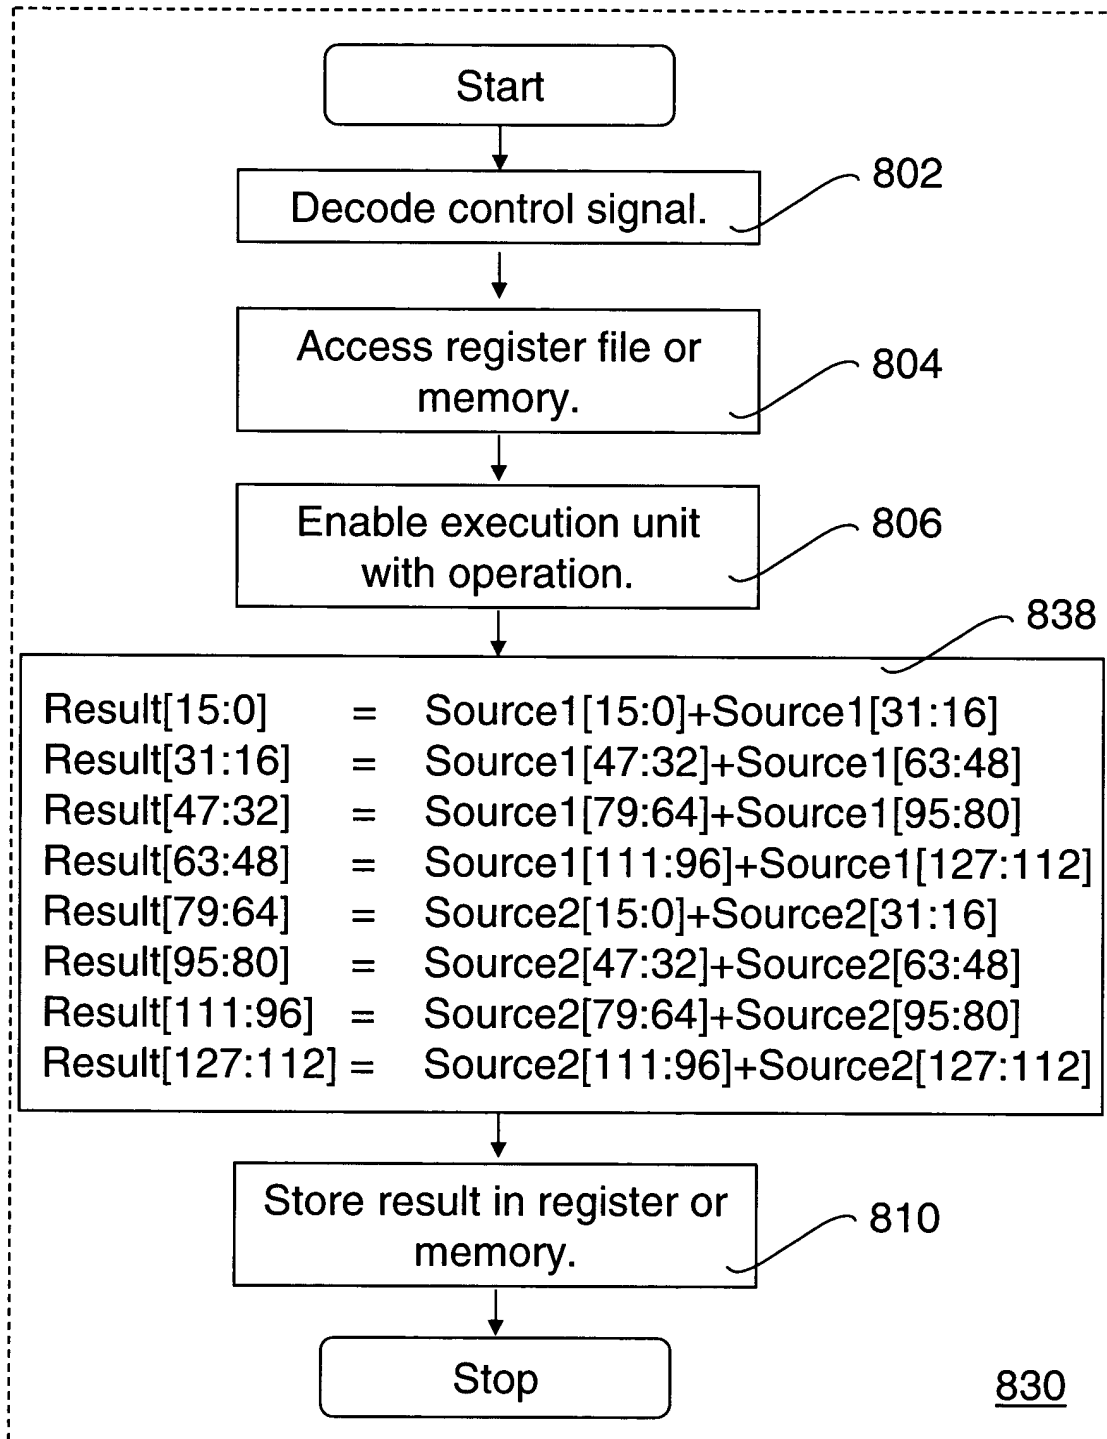 Start
Decode control signal.
802
Access register file or
memory.
804
Enable execution unit
with operation.
806
838
Result[15:0] = Source1[15:0]+Source1[31:16]
Result[31:16] = Source1[47:32]+Source1[63:48]
Result[47:32] = Source1[79:64]+Source1[95:80]
Result[63:48] = Source1[111:96]+Source1[127:112]
Result[79:64] = Source2[15:0]+Source2[31:16]
Result[95:80] = Source2[47:32]+Source2[63:48]
Result[111:96] = Source2[79:64]+Source2[95:80]
Result[127:112] = Source2[111:96]+Source2[127:112]
Store result in register or
memory.
810
Stop
830